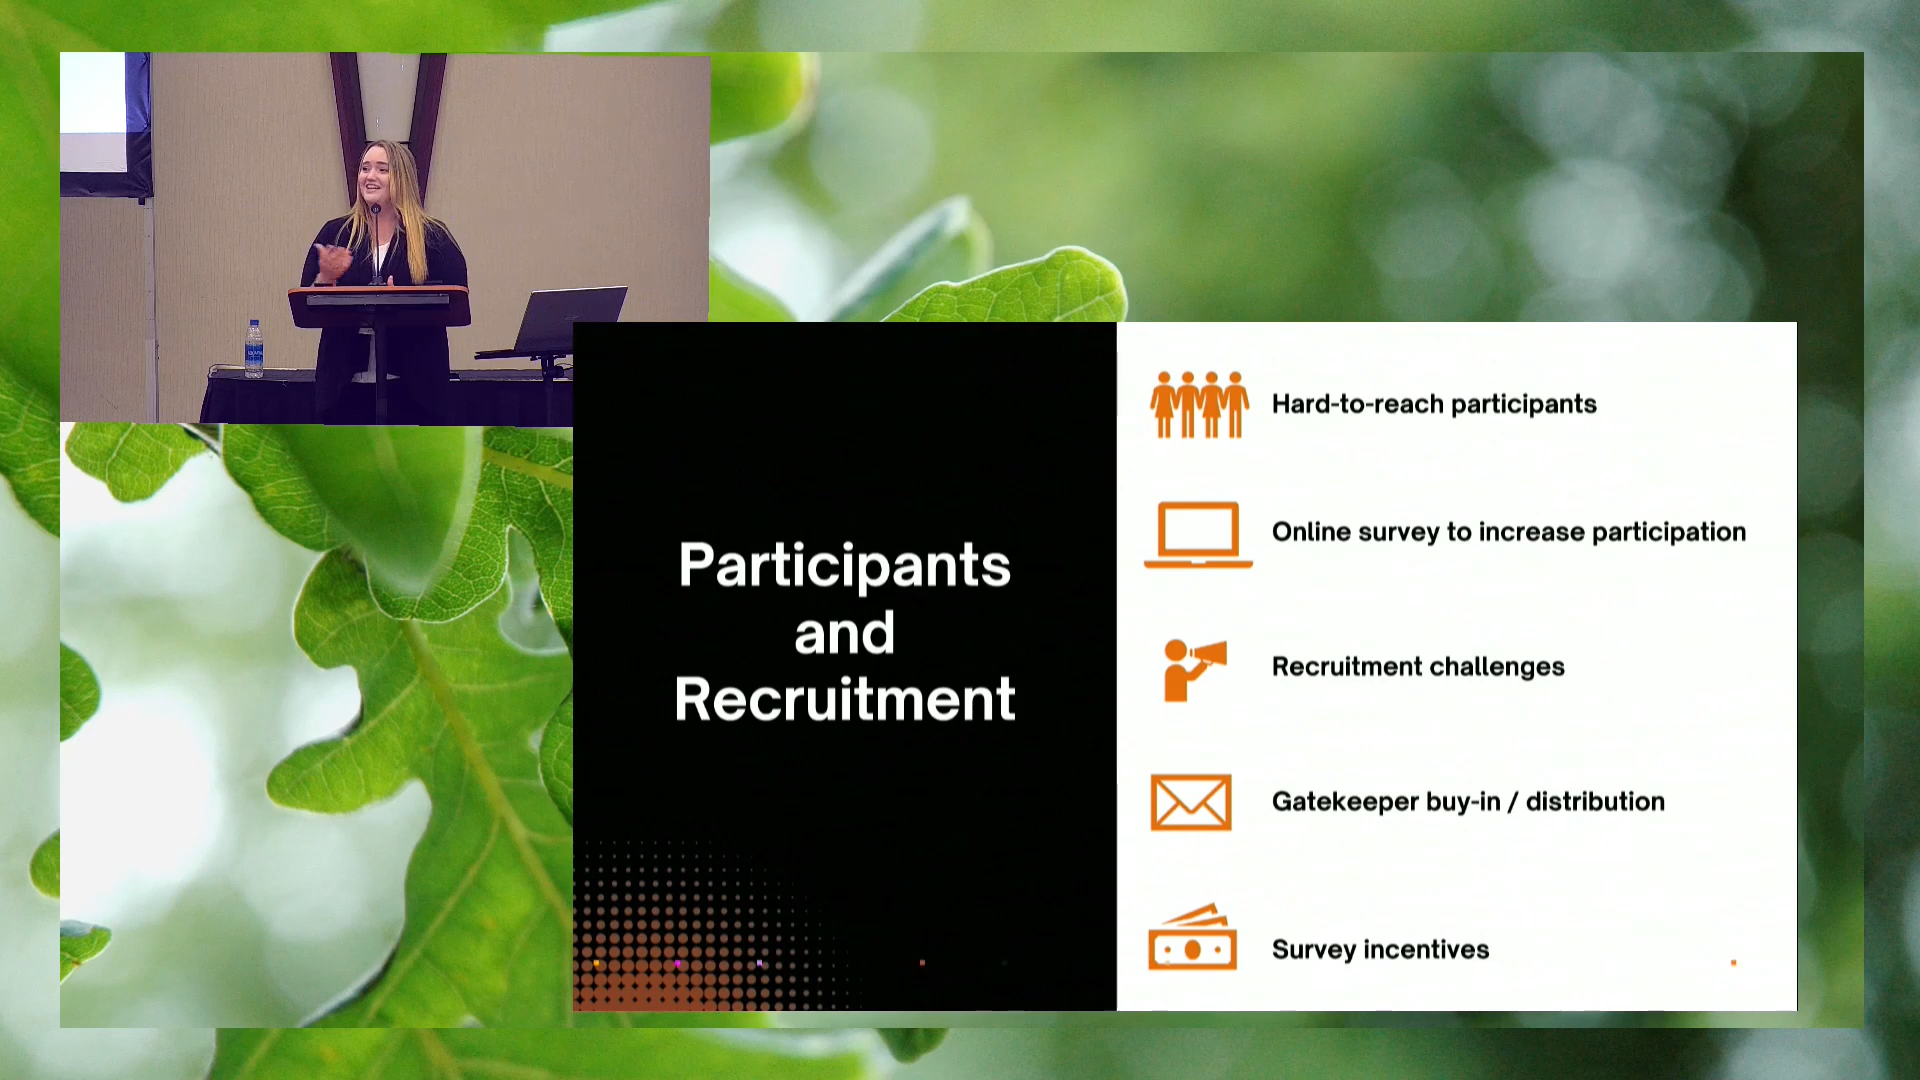 Participants
and
Recruitment
Hard-to-reach participants
Online survey to increase participation
Recruitment challenges
Gatekeeper buy-in / distribution
Survey incentives